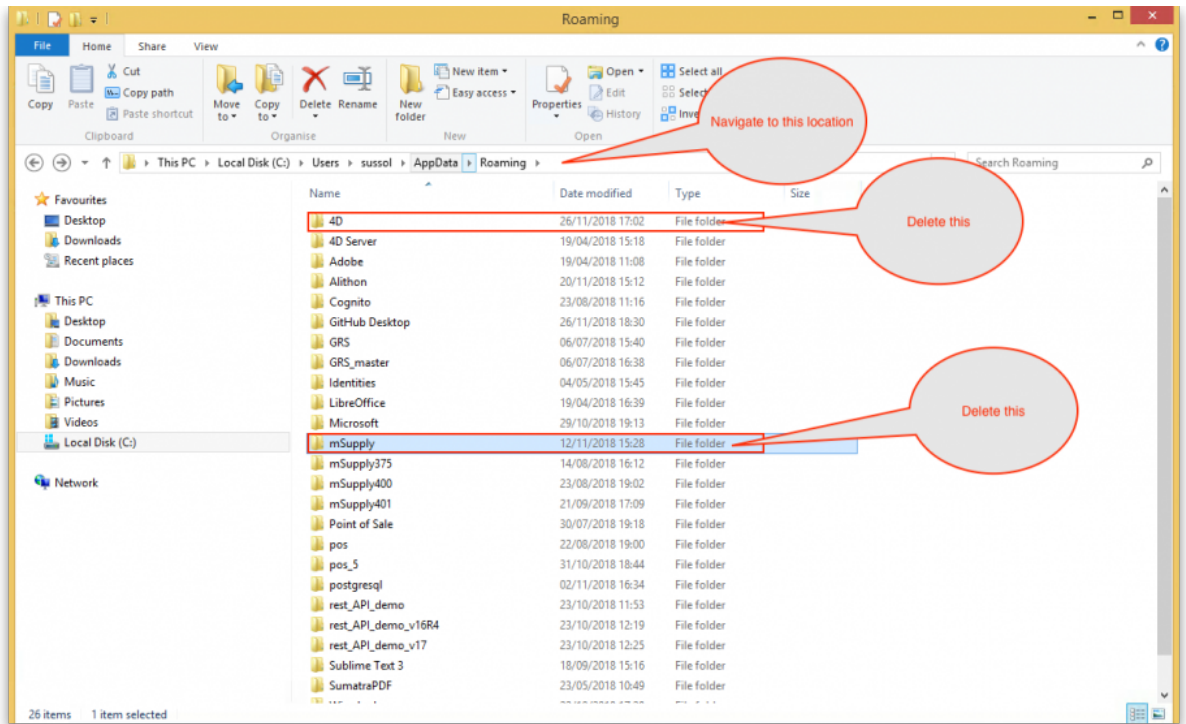 Roaming
File Home Share View
Copy
Paste
Cut
Copy path
Paste shortcut
Clipboard
Move to
Copy to
Delete
Rename
Organise
New folder
New item
Easy access
New
Properties
Open
Edit
History
Open
Select all
Selec
Inve
Navigate to this location
This PC Local Disk (C:) Users sussol AppData Roaming
Search Roaming
Favourites
Desktop
Downloads
Recent places
This PC
Desktop
Documents
Downloads
Music
Pictures
Videos
Local Disk (C:)
Network
Name Date modified Type Size
4D 26/11/2018 17:02 File folder
Delete this
4D Server 19/04/2018 15:18 File folder
Adobe 19/04/2018 11:08 File folder
Alithon 20/11/2018 15:12 File folder
Cognito 23/08/2018 11:16 File folder
GitHub Desktop 26/11/2018 18:30 File folder
GRS 06/07/2018 15:40 File folder
GRS_master 06/07/2018 16:38 File folder
Identities 04/05/2018 15:45 File folder
LibreOffice 19/04/2018 16:39 File folder
Microsoft 29/10/2018 19:13 File folder
mSupply 12/11/2018 15:28 File folder
Delete this
mSupply375 14/08/2018 16:12 File folder
mSupply400 23/08/2018 19:02 File folder
mSupply401 21/09/2018 17:09 File folder
Point of Sale 30/07/2018 19:18 File folder
pos 22/08/2018 19:00 File folder
pos_5 31/10/2018 18:44 File folder
postgresql 02/11/2018 16:34 File folder
rest_API_demo 23/10/2018 11:53 File folder
rest_API_demo_v16R4 23/10/2018 12:19 File folder
rest_API_demo_v17 23/10/2018 12:25 File folder
Sublime Text 3 18/09/2018 15:16 File folder
SumatraPDF 23/05/2018 10:49 File folder
26 items 1 item selected